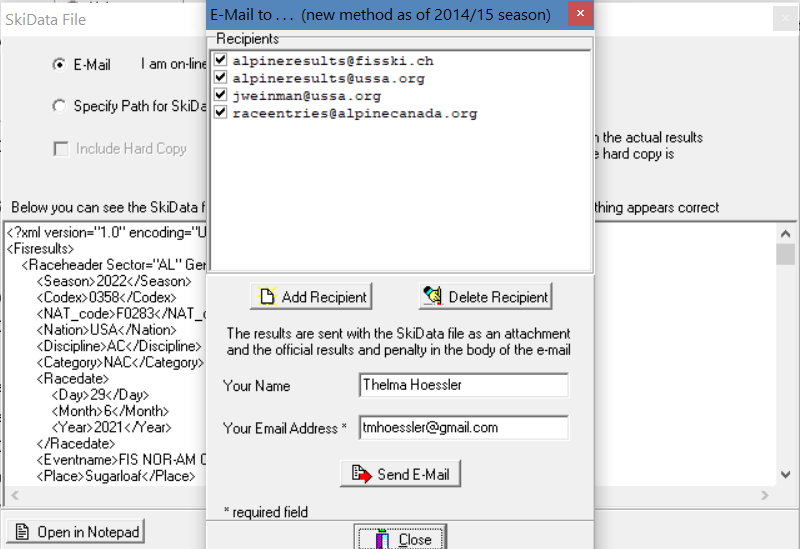 SkiData File
E-Mail to . . . (new method as of 2014/15 season)
Recipients
alpineresults@fisski.ch
alpineresults@ussa.org
jweinman@ussa.org
raceentries@alpinecanada.org
E-Mail I am on-line
Specify Path for SkiDa
Include Hard Copy
the actual results
hard copy is
Below you can see the SkiData f
thing appears correct
<?xml version="1.0" encoding="U
<Fisresults>
<Raceheader Sector="AL" Ger
<Season>2022</Season>
<Codex>0358</Codex>
<NAT_code>F0283</NAT_c
<Nation>USA</Nation>
<Discipline>AC</Discipline>
<Category>NAC</Category>
<Racedate>
<Day>29</Day>
<Month>6</Month>
<Year>2021</Year>
</Racedate>
<Eventname>FIS NOR-AM C
<Place>Sugarloaf</Place>
Open in Notepad
Add Recipient Delete Recipient
The results are sent with the SkiData file as an attachment
and the official results and penalty in the body of the e-mail
Your Name Thelma Hoessler
Your Email Address * tmhoessler@gmail.com
Send E-Mail
* required field
Close